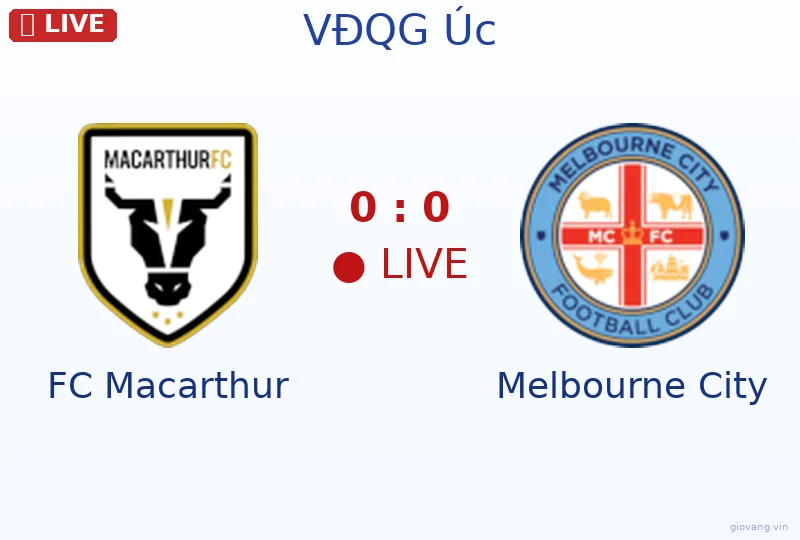 LIVE
VĐQG Úc
MACARTHURFC
0 : 0
● LIVE
MELBOURNE CITY
MC FC
FOOTBALL CLUB
FC Macarthur
Melbourne City
giovang.vin